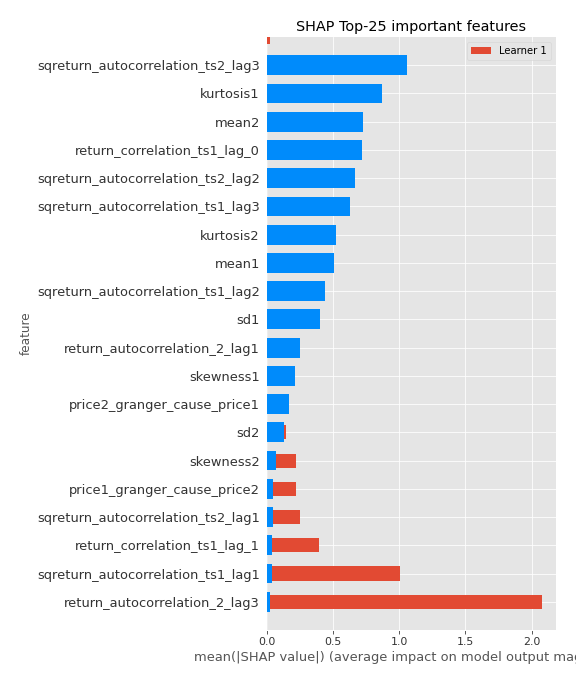 SHAP Top-25 important features
Learner 1
sqreturn_autocorrelation_ts2_lag3
kurtosis1
mean2
return_correlation_ts1_lag_0
sqreturn_autocorrelation_ts2_lag2
sqreturn_autocorrelation_ts1_lag3
kurtosis2
mean1
sqreturn_autocorrelation_ts1_lag2
sd1
return_autocorrelation_2_lag1
skewness1
price2_granger_cause_price1
sd2
skewness2
price1_granger_cause_price2
sqreturn_autocorrelation_ts2_lag1
return_correlation_ts1_lag_1
sqreturn_autocorrelation_ts1_lag1
return_autocorrelation_2_lag3
feature
0.0 0.5 1.0 1.5 2.0
mean(|SHAP value|) (average impact on model output mag